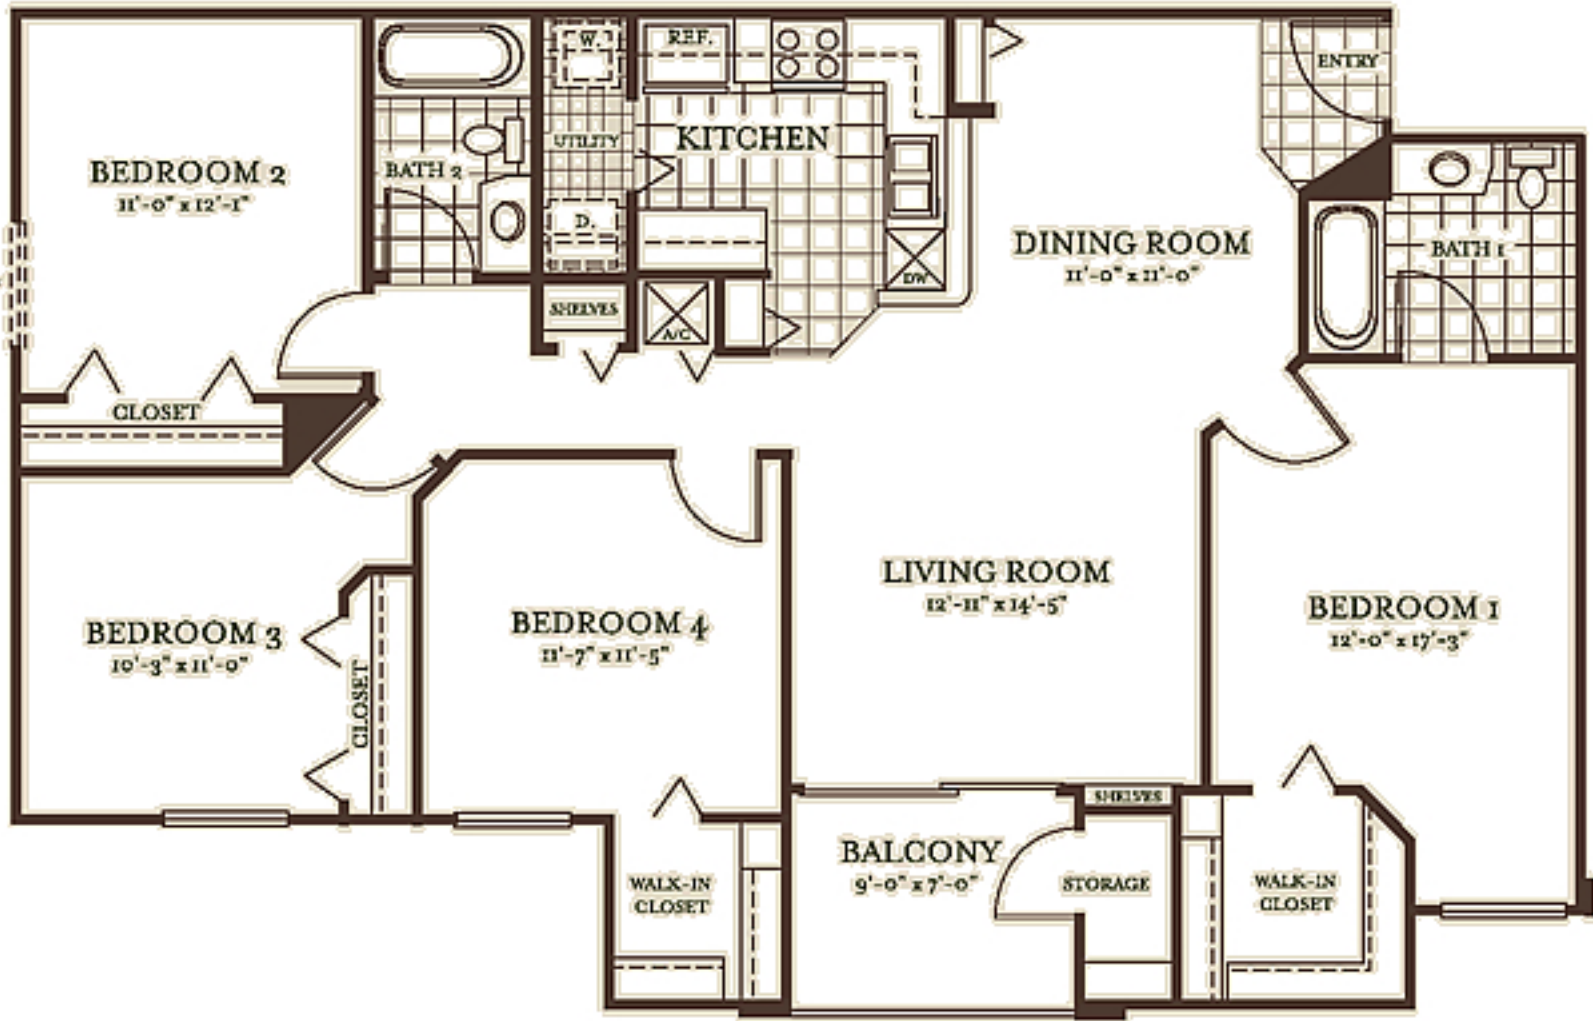 W.
REF.
ENTRY
UTILITY
KITCHEN
BEDROOM 2
11'-0" x 12'-1"
BATH 2
D.
DINING ROOM
11'-0" x 11'-0"
BATH 1
DW
SHELVES
A/C
CLOSET
LIVING ROOM
12'-11" x 14'-5"
BEDROOM 1
12'-0" x 17'-3"
BEDROOM 3
10'-3" x 11'-0"
BEDROOM 4
11'-7" x 11'-5"
CLOSET
SHELVES
BALCONY
9'-0" x 7'-0"
STORAGE
WALK-IN
CLOSET
WALK-IN
CLOSET